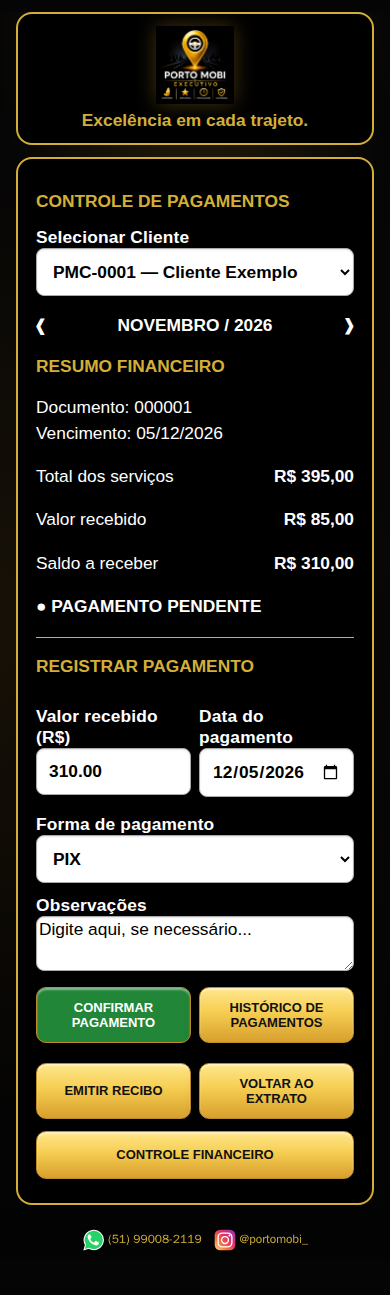 PORTO MOBI
EXECUTIVO
Excelência em cada trajeto.
CONTROLE DE PAGAMENTOS
Selecionar Cliente
PMC-0001 — Cliente Exemplo
❰ NOVEMBRO / 2026 ❱
RESUMO FINANCEIRO
Documento: 000001
Vencimento: 05/12/2026
Total dos serviços R$ 395,00
Valor recebido R$ 85,00
Saldo a receber R$ 310,00
● PAGAMENTO PENDENTE
REGISTRAR PAGAMENTO
Valor recebido (R$)
310.00
Data do pagamento
12/05/2026
Forma de pagamento
PIX
Observações
Digite aqui, se necessário...
CONFIRMAR PAGAMENTO
HISTÓRICO DE PAGAMENTOS
EMITIR RECIBO
VOLTAR AO EXTRATO
CONTROLE FINANCEIRO
(51) 99008-2119 @portomobi_